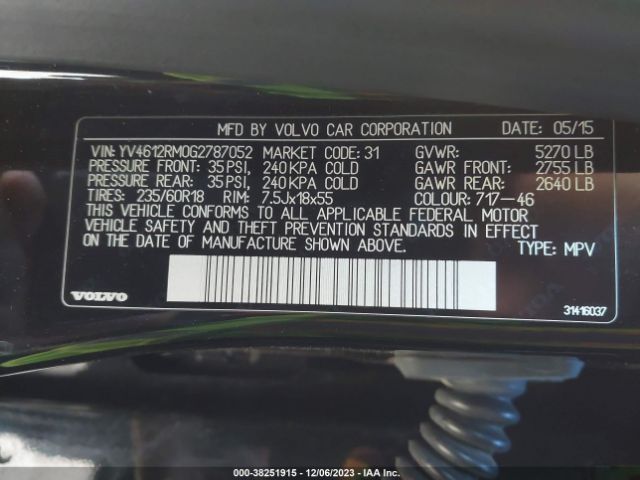 MFD BY VOLVO CAR CORPORATION DATE: 05/15
VIN: YV4612RM0G2787052 MARKET CODE: 31 GVWR: 5270 LB
PRESSURE FRONT: 35 PSI, 240 KPA COLD GAWR FRONT: 2755 LB
PRESSURE REAR: 35 PSI, 240 KPA COLD GAWR REAR: 2640 LB
TIRES: 235/60R18 RIM: 7.5Jx18x55 COLOUR: 717-46
THIS VEHICLE CONFORMS TO ALL APPLICABLE FEDERAL MOTOR
VEHICLE SAFETY AND THEFT PREVENTION STANDARDS IN EFFECT
ON THE DATE OF MANUFACTURE SHOWN ABOVE. TYPE: MPV
VOLVO 31416037
000-38251915 - 12/06/2023 - IAA Inc.